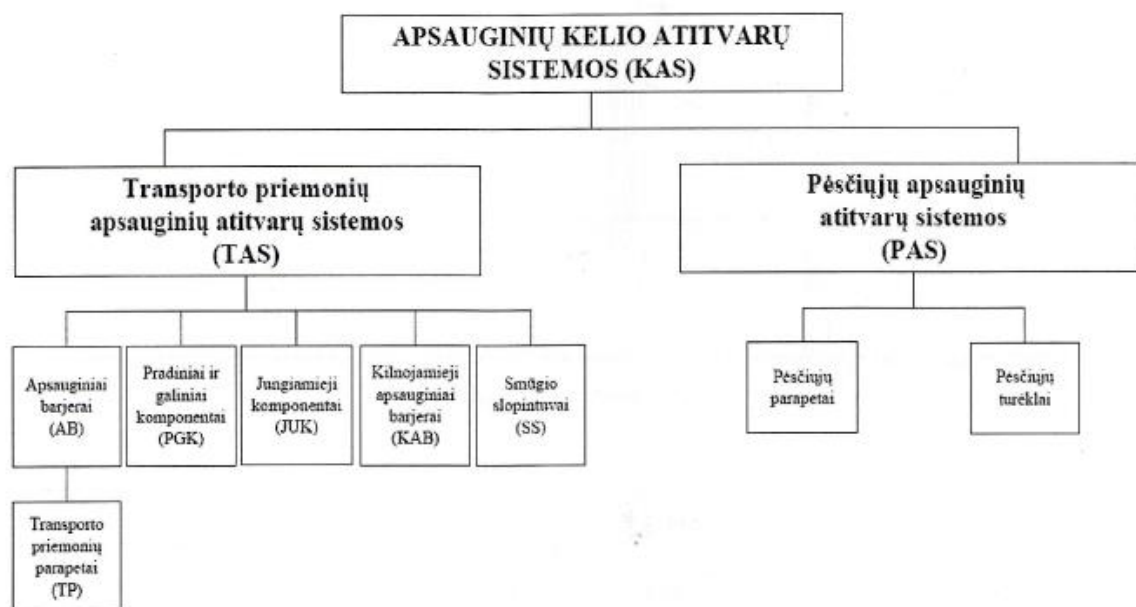 APSAUGINIŲ KELIO ATITVARŲ
SISTEMOS (KAS)
Transporto priemonių
apsauginių atitvarų sistemos
(TAS)
Pėsčiųjų apsauginių
atitvarų sistemos
(PAS)
Apsauginiai
barjerai
(AB)
Pradiniai ir
galiniai
komponentai
(PGK)
Jungiamieji
komponentai
(JUK)
Kilnojamieji
apsauginiai
barjerai
(KAB)
Smūgio
slopintuvai
(SS)
Pėsčiųjų
parapetai
Pėsčiųjų
turėklai
Transporto
priemonių
parapetai
(TP)